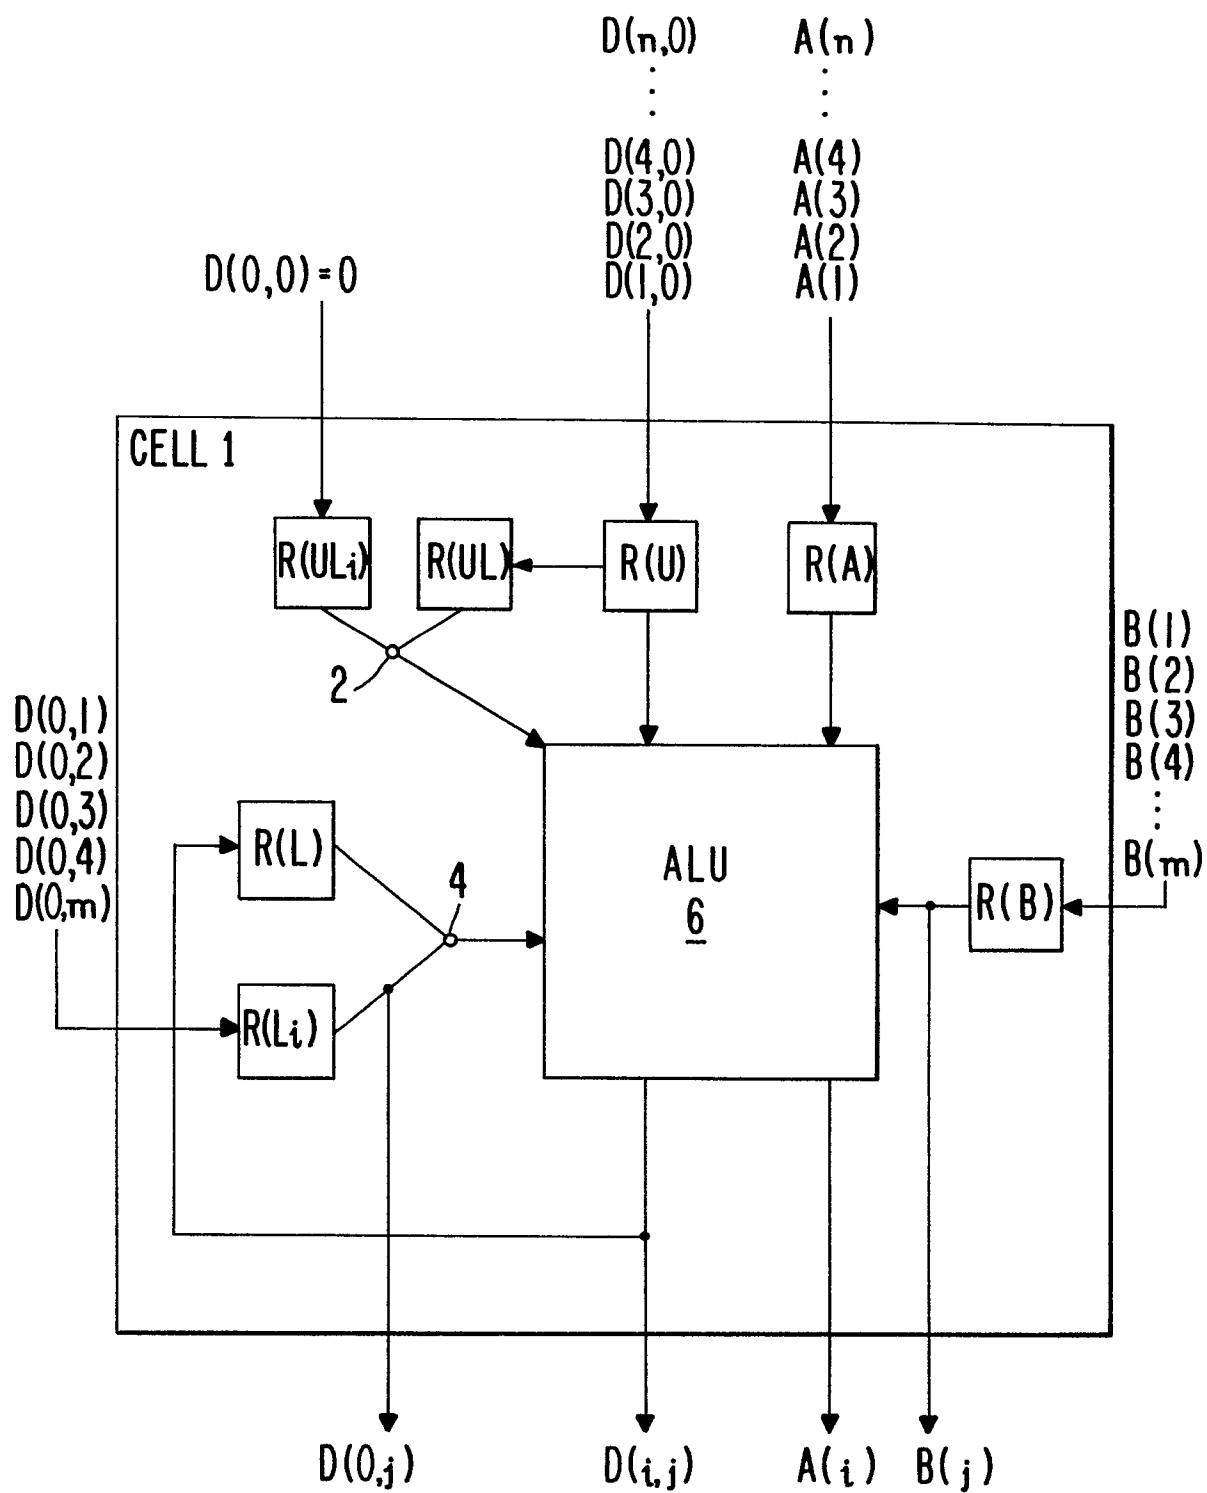 D(n,0) A(n)
D(4,0) A(4)
D(3,0) A(3)
D(2,0) A(2)
D(1,0) A(1)
D(0,0)=0
CELL 1
R(ULi) R(UL) R(U) R(A)
2
B(1)
B(2)
B(3)
B(4)
B(m)
D(0,1)
D(0,2)
D(0,3)
D(0,4)
D(0,m)
R(L)
4
ALU
6
R(B)
R(Li)
D(0,j) D(i,j) A(i) B(j)